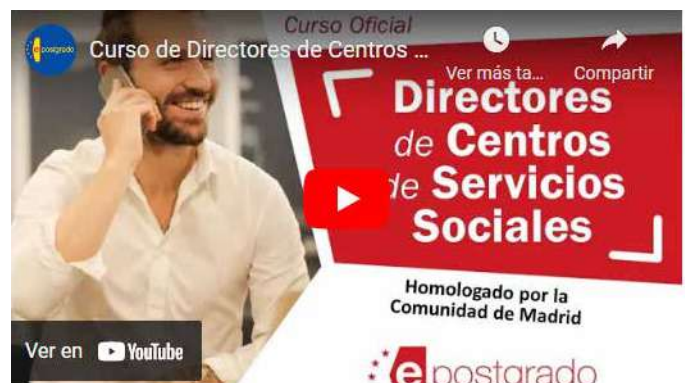 Curso Oficial
e postgrado
Curso de Directores de Centros ...
Ver más ta...
Compartir
Directores
de Centros
de Servicios
Sociales
Homologado por la
Comunidad de Madrid
Ver en YouTube
e postgrado